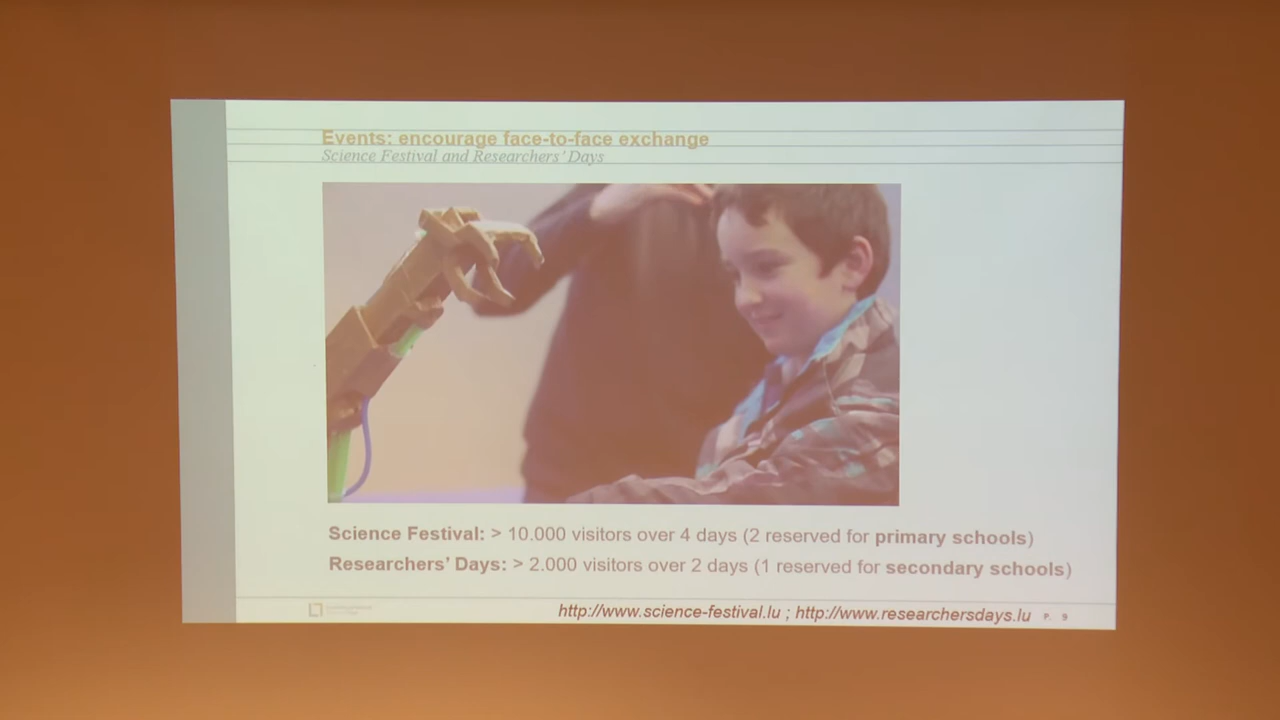 Events: encourage face-to-face exchange
Science Festival and Researchers' Days
Science Festival: > 10.000 visitors over 4 days (2 reserved for primary schools)
Researchers' Days: > 2.000 visitors over 2 days (1 reserved for secondary schools)
http://www.science-festival.lu ; http://www.researchersdays.lu P. 9